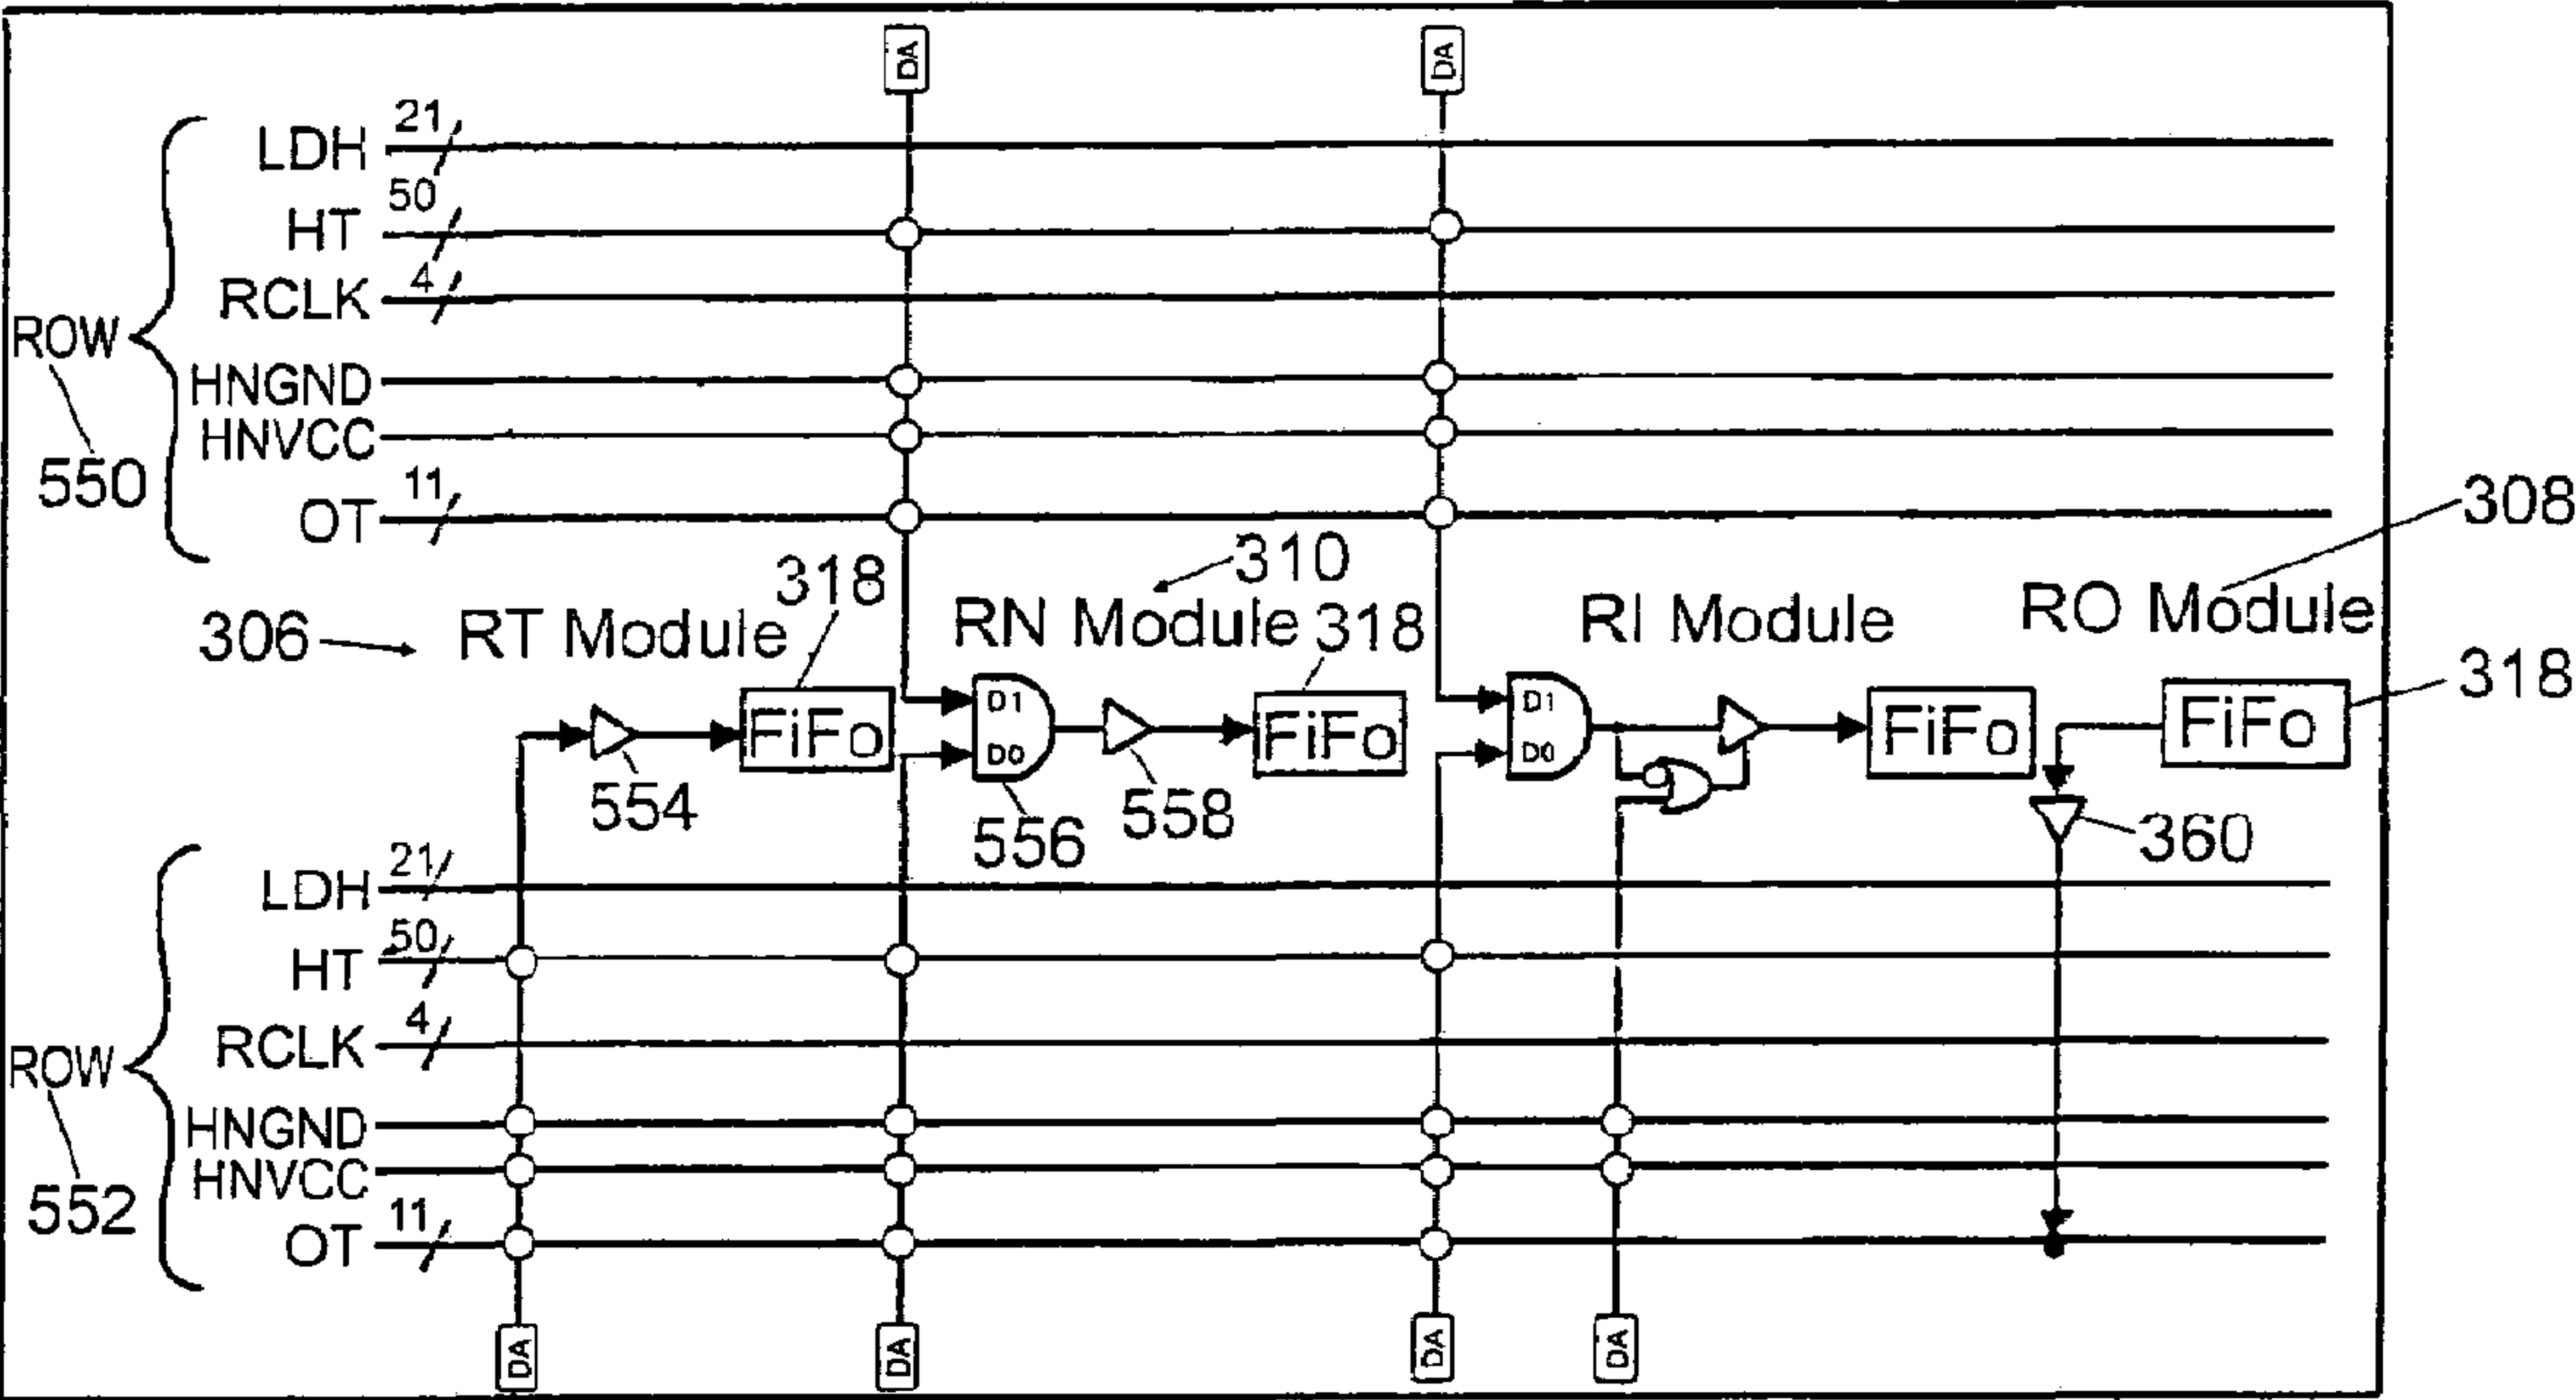 DA DA
LDH 21
HT 50
RCLK 4
ROW
HNGND
HNVCC
550
OT 11
308
318 310
306 RT Module RN Module 318 RI Module RO Module
318
D1 D1
FiFo FiFo FiFo FiFo
D0 D0
554 556 558 360
LDH 21
HT 50
RCLK 4
ROW
HNGND
HNVCC
552
OT 11
DA DA DA DA